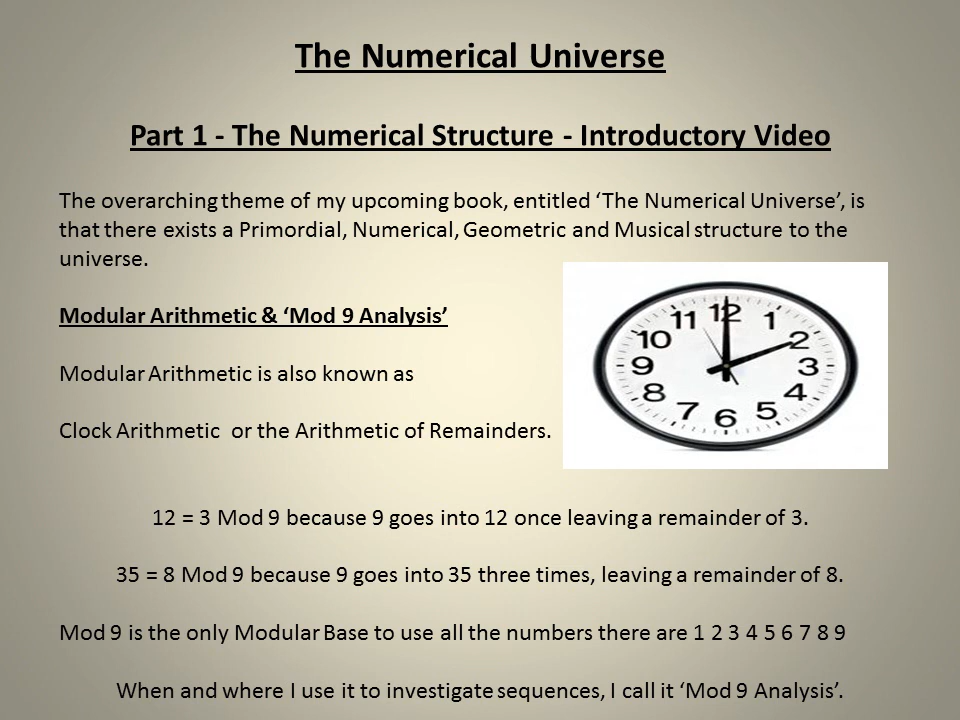 The Numerical Universe
Part 1 - The Numerical Structure - Introductory Video
The overarching theme of my upcoming book, entitled ‘The Numerical Universe’, is
that there exists a Primordial, Numerical, Geometric and Musical structure to the
universe.
Modular Arithmetic & ‘Mod 9 Analysis’
Modular Arithmetic is also known as
Clock Arithmetic or the Arithmetic of Remainders.
12
1
2
3
4
5
6
7
8
9
10
11
12 = 3 Mod 9 because 9 goes into 12 once leaving a remainder of 3.
35 = 8 Mod 9 because 9 goes into 35 three times, leaving a remainder of 8.
Mod 9 is the only Modular Base to use all the numbers there are 1 2 3 4 5 6 7 8 9
When and where I use it to investigate sequences, I call it ‘Mod 9 Analysis’.